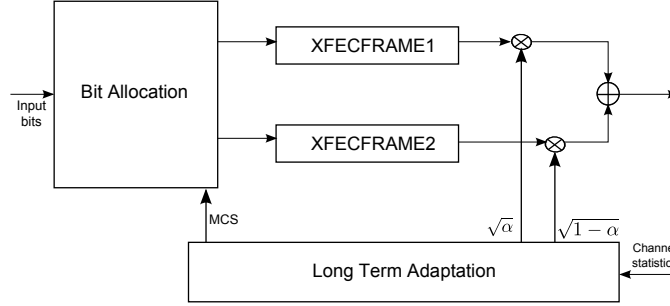 XFECFRAME1
Bit Allocation
Input
bits
XFECFRAME2
MCS
√α
√1 − α
Long Term Adaptation
Channe
statistic